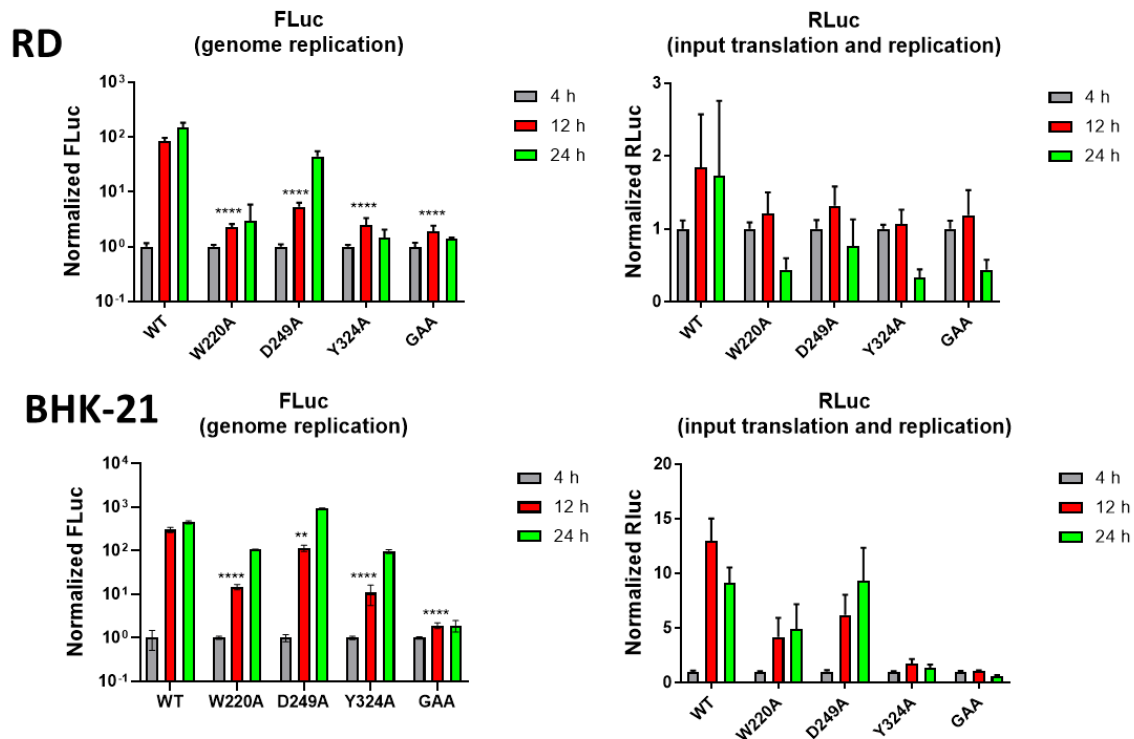 RD
FLuc
(genome replication)
Normalized FLuc
10³
10²
10¹
10⁰
10⁻¹
****
****
****
****
WT
W220A
D249A
Y324A
GAA
4 h
12 h
24 h
RLuc
(input translation and replication)
Normalized RLuc
3
2
1
0
WT
W220A
D249A
Y324A
GAA
4 h
12 h
24 h
BHK-21
FLuc
(genome replication)
Normalized FLuc
10⁴
10³
10²
10¹
10⁰
10⁻¹
****
**
****
****
WT
W220A
D249A
Y324A
GAA
4 h
12 h
24 h
RLuc
(input translation and replication)
Normalized Rluc
20
15
10
5
0
WT
W220A
D249A
Y324A
GAA
4 h
12 h
24 h